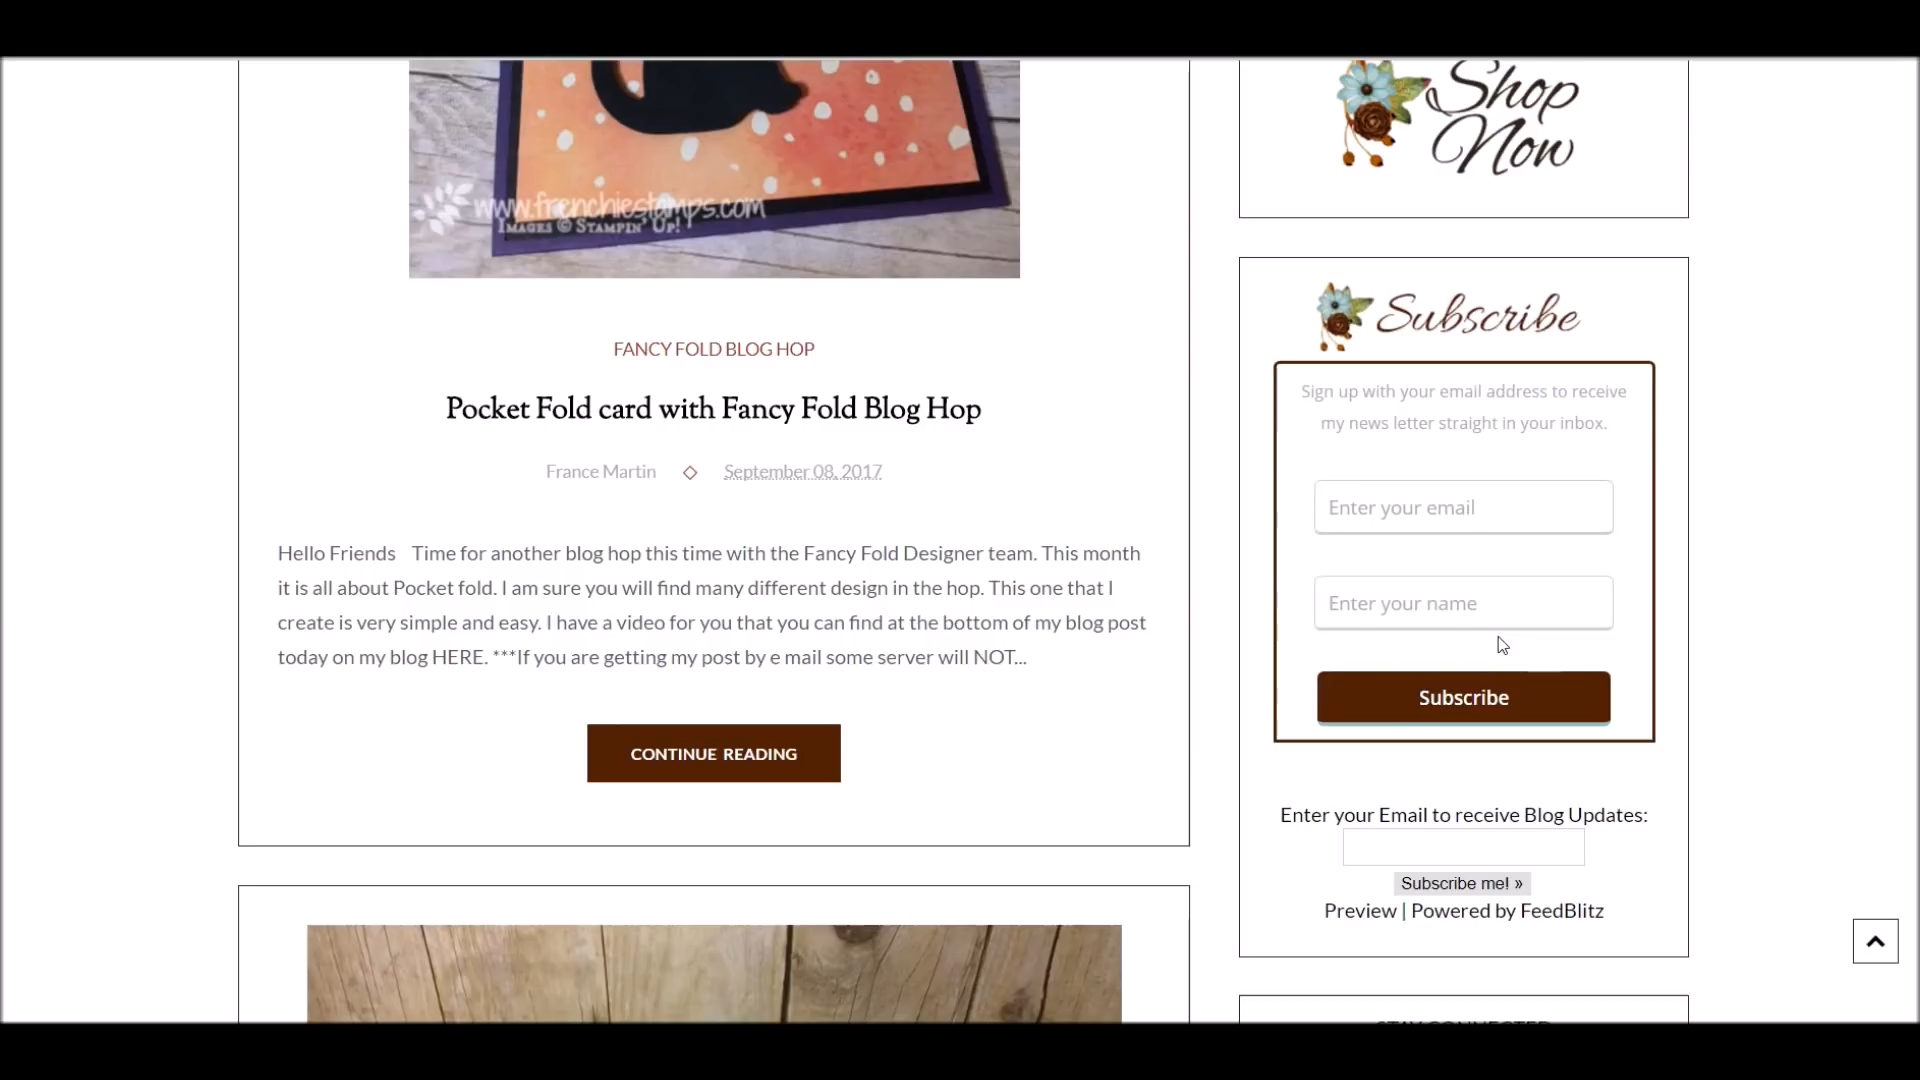 www.frenchiestamps.com
Images © Stampin' Up!
FANCY FOLD BLOG HOP
Pocket Fold card with Fancy Fold Blog Hop
France Martin ◇ September 08, 2017
Hello Friends Time for another blog hop this time with the Fancy Fold Designer team. This month
it is all about Pocket fold. I am sure you will find many different design in the hop. This one that I
create is very simple and easy. I have a video for you that you can find at the bottom of my blog post
today on my blog HERE. ***If you are getting my post by e mail some server will NOT...
CONTINUE READING
Shop
Now
Subscribe
Sign up with your email address to receive
my news letter straight in your inbox.
Enter your email
Enter your name
Subscribe
Enter your Email to receive Blog Updates:
Subscribe me! »
Preview | Powered by FeedBlitz
STAY CONNECTED